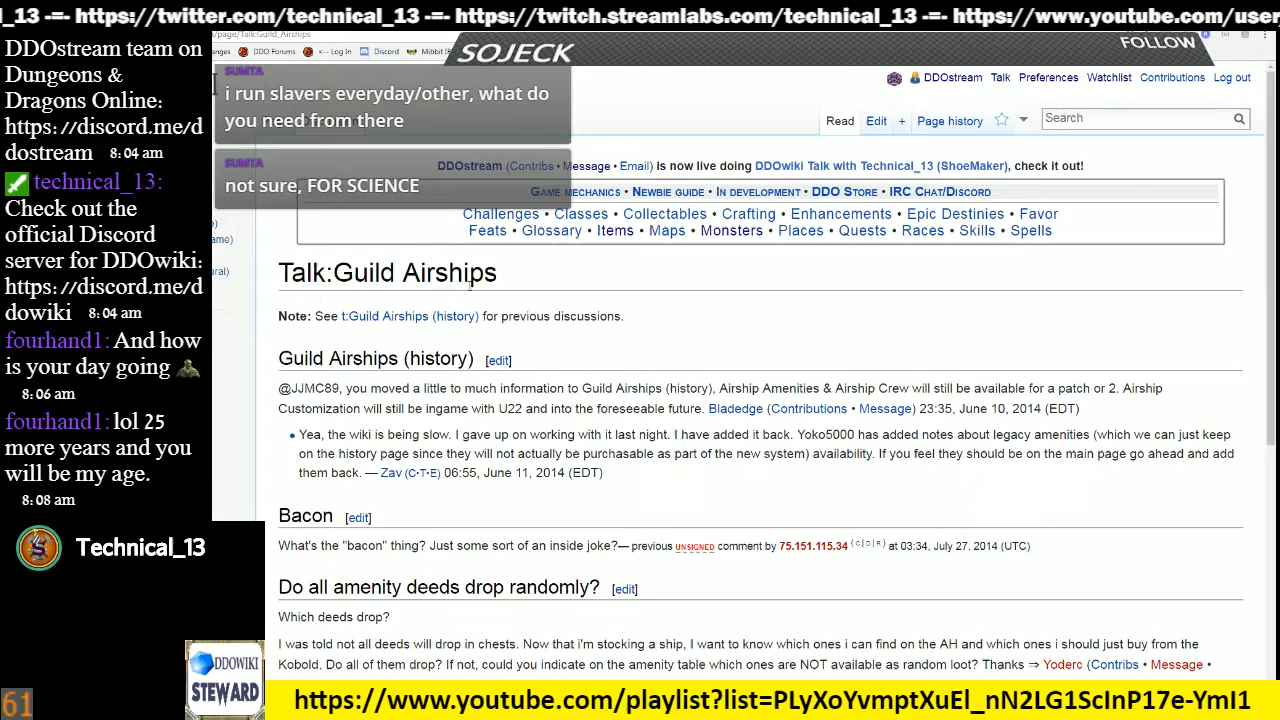 _13 -=- https://twitter.com/technical_13 -=- https://twitch.streamlabs.com/technical_13 -=- https://www.youtube.com/user
page/Talk:Guild_Airships
DDO Forums
<-- Log In
Discord
Mibbit
SOJECK
FOLLOW
DDOstream team on
Dungeons &
Dragons Online:
https://discord.me/d
dostream 8:04 am
technical_13:
Check out the
official Discord
server for DDOwiki:
https://discord.me/d
dowiki 8:04 am
fourhand1: And how
is your day going
8:06 am
fourhand1: lol 25
more years and you
will be my age.
8:08 am
Technical_13
SUMTA
i run slavers everyday/other, what do
you need from there
SUMTA
not sure, FOR SCIENCE
DDOstream Talk Preferences Watchlist Contributions Log out
Read Edit + Page history Search
DDOstream (Contribs • Message • Email) is now live doing DDOwiki Talk with Technical_13 (ShoeMaker), check it out!
Game mechanics • Newbie guide • In development • DDO Store • IRC Chat/Discord
Challenges • Classes • Collectables • Crafting • Enhancements • Epic Destinies • Favor
Feats • Glossary • Items • Maps • Monsters • Places • Quests • Races • Skills • Spells
Talk:Guild Airships
Note: See t:Guild Airships (history) for previous discussions.
Guild Airships (history) [edit]
@JJMC89, you moved a little to much information to Guild Airships (history), Airship Amenities & Airship Crew will still be available for a patch or 2. Airship
Customization will still be ingame with U22 and into the foreseeable future. Bladedge (Contributions • Message) 23:35, June 10, 2014 (EDT)
• Yea, the wiki is being slow. I gave up on working with it last night. I have added it back. Yoko5000 has added notes about legacy amenities (which we can just keep
on the history page since they will not actually be purchasable as part of the new system) availability. If you feel they should be on the main page go ahead and add
them back. — Zav (C·T·E) 06:55, June 11, 2014 (EDT)
Bacon [edit]
What's the "bacon" thing? Just some sort of an inside joke?— previous UNSIGNED comment by 75.151.115.34 (C|D|R) at 03:34, July 27, 2014 (UTC)
Do all amenity deeds drop randomly? [edit]
Which deeds drop?
I was told not all deeds will drop in chests. Now that i'm stocking a ship, I want to know which ones i can find on the AH and which ones i should just buy from the
Kobold. Do all of them drop? If not, could you indicate on the amenity table which ones are NOT available as random loot? Thanks ⇒ Yoderc (Contribs • Message •
DDOWIKI
STEWARD
61
https://www.youtube.com/playlist?list=PLyXoYvmptXuEl_nN2LG1ScInP17e-YmI1